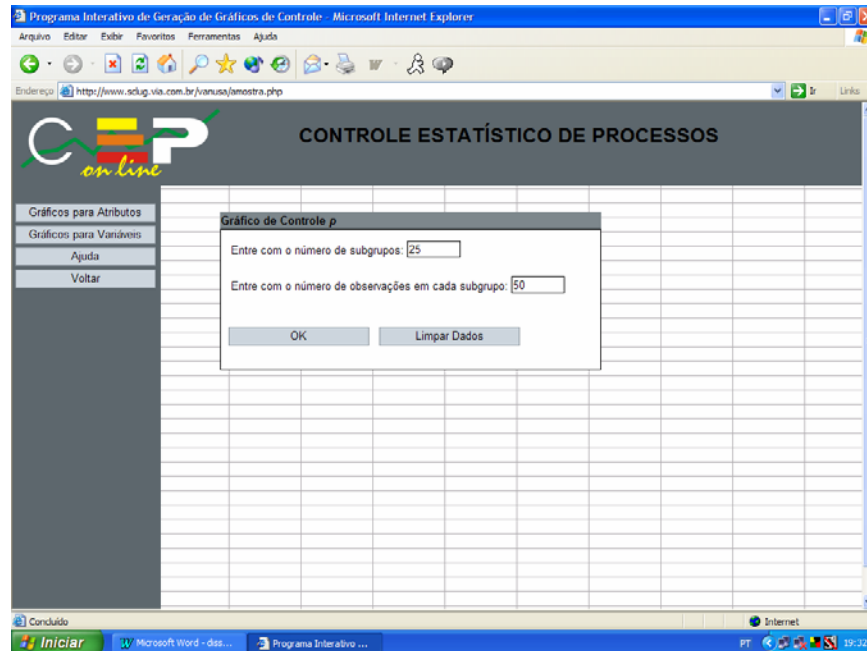 Programa Interativo de Geração de Gráficos de Controle - Microsoft Internet Explorer
Arquivo Editar Exibir Favoritos Ferramentas Ajuda
Endereço http://www.sclug.via.com.br/vanusa/amostra.php Ir Links
CEP
on line
CONTROLE ESTATÍSTICO DE PROCESSOS
Gráficos para Atributos
Gráficos para Variáveis
Ajuda
Voltar
Gráfico de Controle p
Entre com o número de subgrupos: 25
Entre com o número de observações em cada subgrupo: 50
OK Limpar Dados
Concluído Internet
Iniciar Microsoft Word - diss... Programa Interativo ... PT 19:32